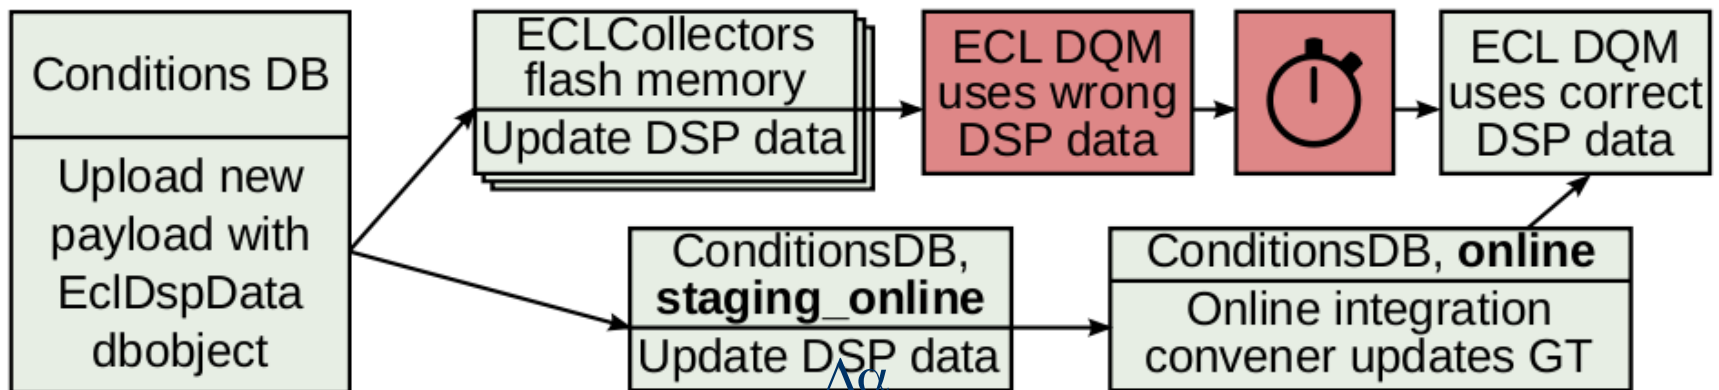 Conditions DB
Upload new
payload with
EclDspData
dbobject
ECLCollectors
flash memory
Update DSP data
ECL DQM
uses wrong
DSP data
ECL DQM
uses correct
DSP data
ConditionsDB,
staging_online
Update DSP data
ConditionsDB, online
Online integration
convener updates GT